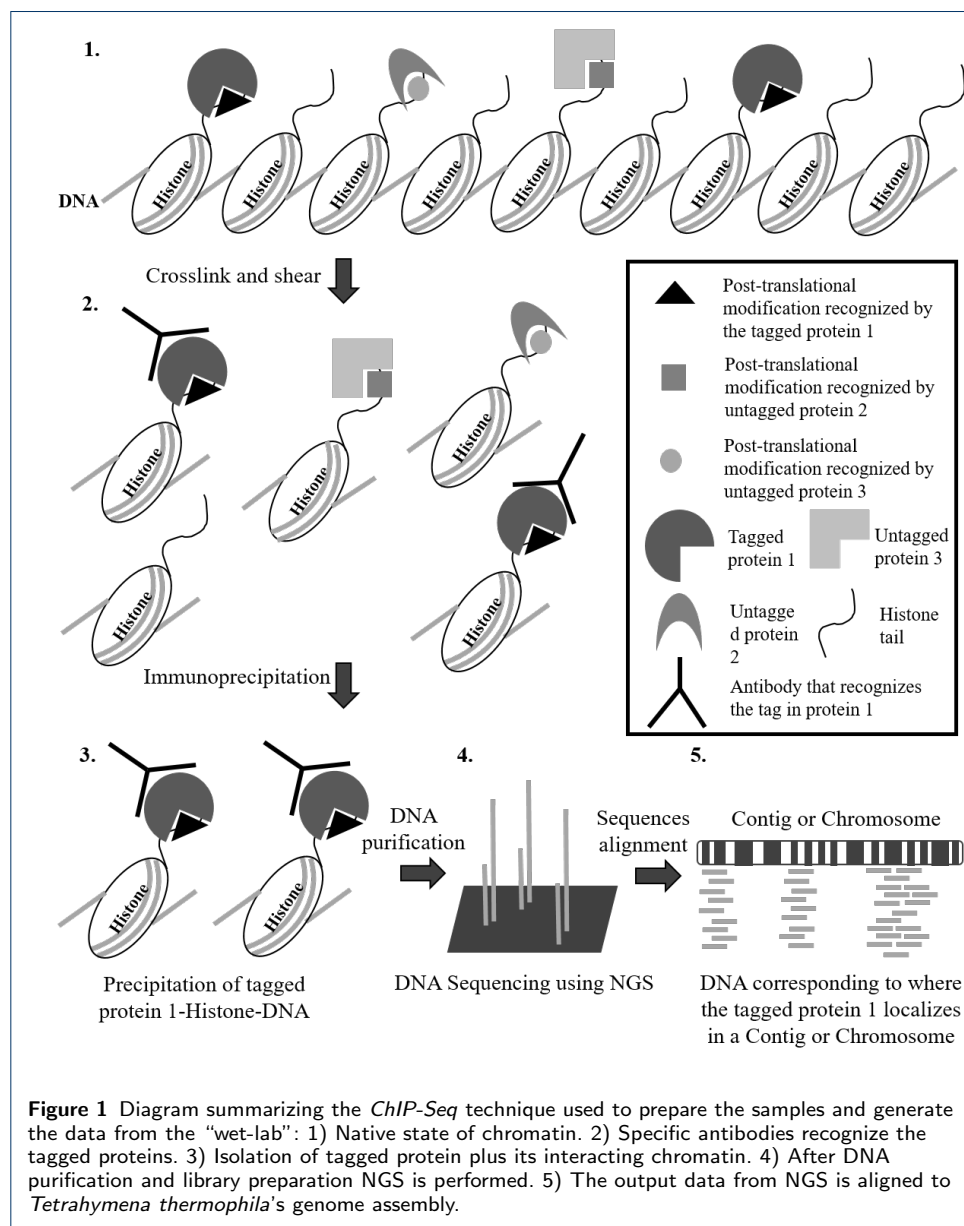 1.
Histone
Histone
Histone
Histone
Histone
Histone
Histone
Histone
Histone
DNA
Crosslink and shear
2.
Histone
Histone
Histone
Histone
Histone
Post-translational
modification recognized by
the tagged protein 1
Post-translational
modification recognized by
untagged protein 2
Post-translational
modification recognized by
untagged protein 3
Tagged
protein 1
Untagged
protein 3
Untagge
d protein
2
Histone
tail
Antibody that recognizes
the tag in protein 1
Immunoprecipitation
3.
Histone
Histone
Precipitation of tagged
protein 1-Histone-DNA
DNA
purification
4.
DNA Sequencing using NGS
Sequences
alignment
5.
Contig or Chromosome
DNA corresponding to where
the tagged protein 1 localizes
in a Contig or Chromosome
Figure 1 Diagram summarizing the ChIP-Seq technique used to prepare the samples and generate
the data from the “wet-lab”: 1) Native state of chromatin. 2) Specific antibodies recognize the
tagged proteins. 3) Isolation of tagged protein plus its interacting chromatin. 4) After DNA
purification and library preparation NGS is performed. 5) The output data from NGS is aligned to
Tetrahymena thermophila's genome assembly.